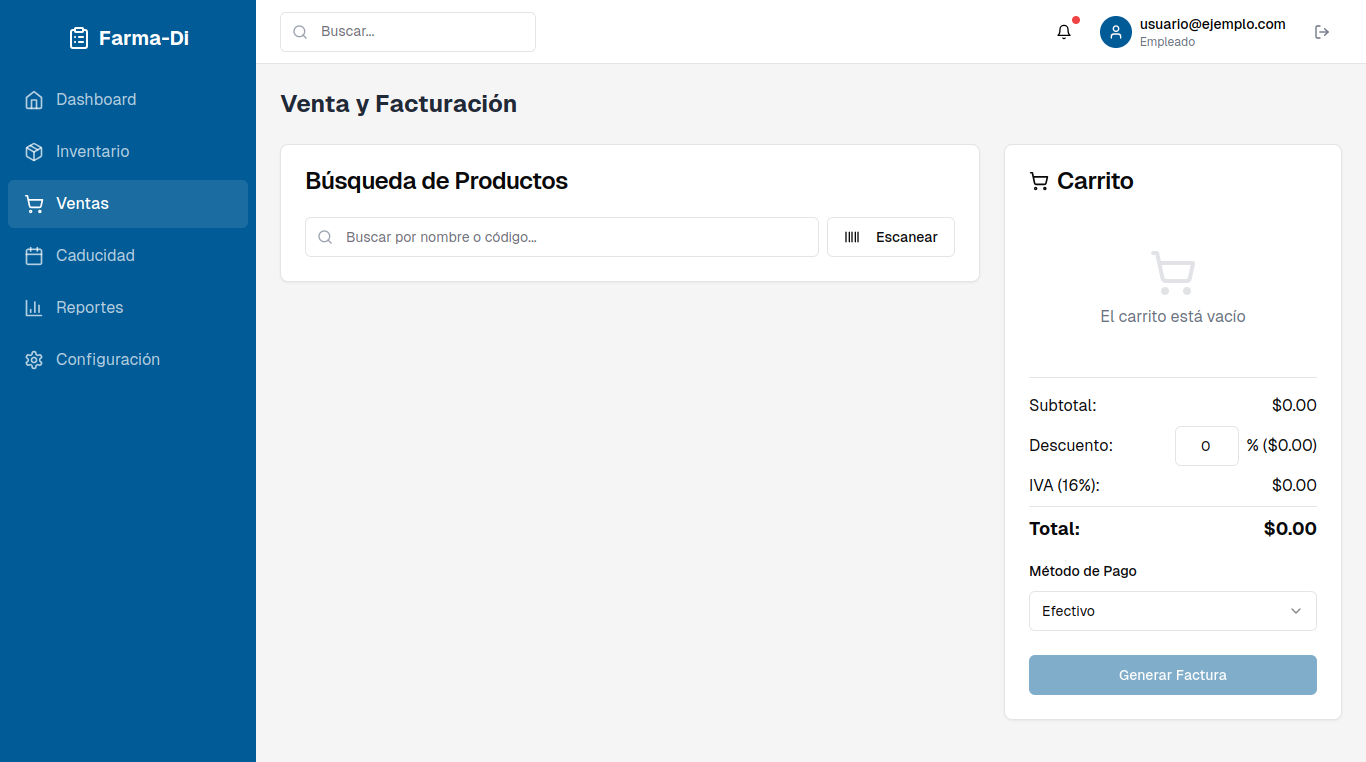 Farma-Di
Dashboard
Inventario
Ventas
Caducidad
Reportes
Configuración
Buscar...
usuario@ejemplo.com
Empleado
Venta y Facturación
Búsqueda de Productos
Buscar por nombre o código...
Escanear
Carrito
El carrito está vacío
Subtotal: $0.00
Descuento: 0 % ($0.00)
IVA (16%): $0.00
Total: $0.00
Método de Pago
Efectivo
Generar Factura